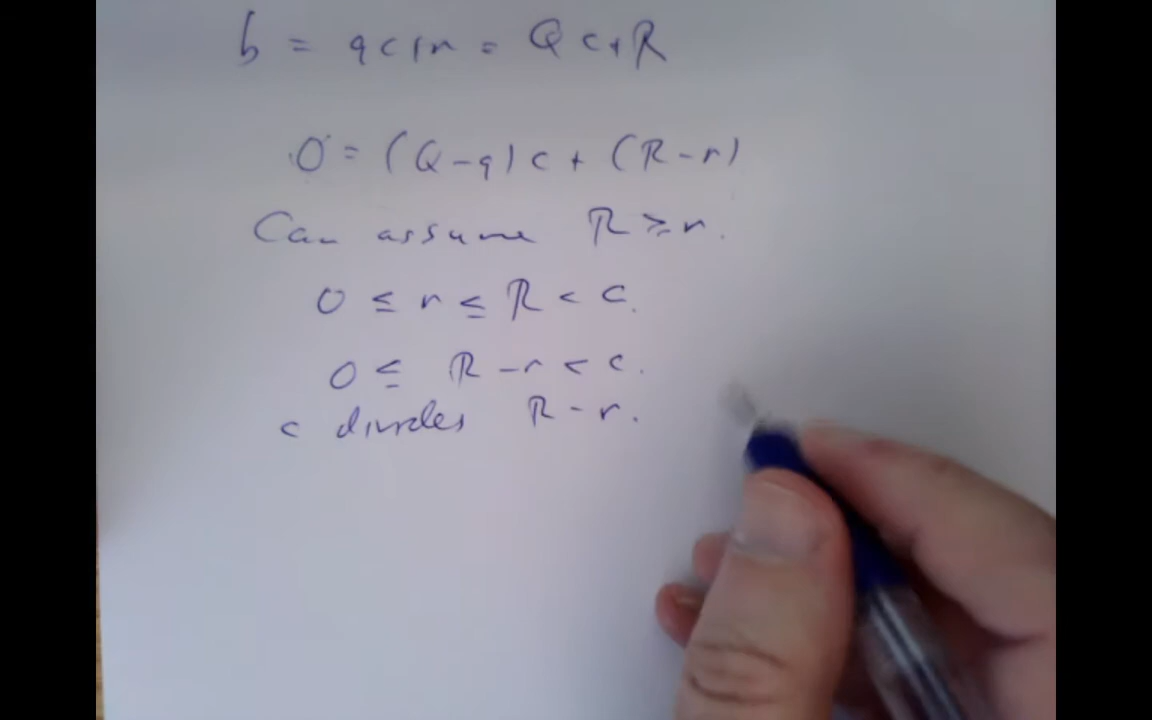 b = qc+r = Qc+R
0 = (Q-q)c + (R-r)
Can assume R ≥ r.
0 ≤ r ≤ R < c.
0 ≤ R-r < c.
c divides R-r.